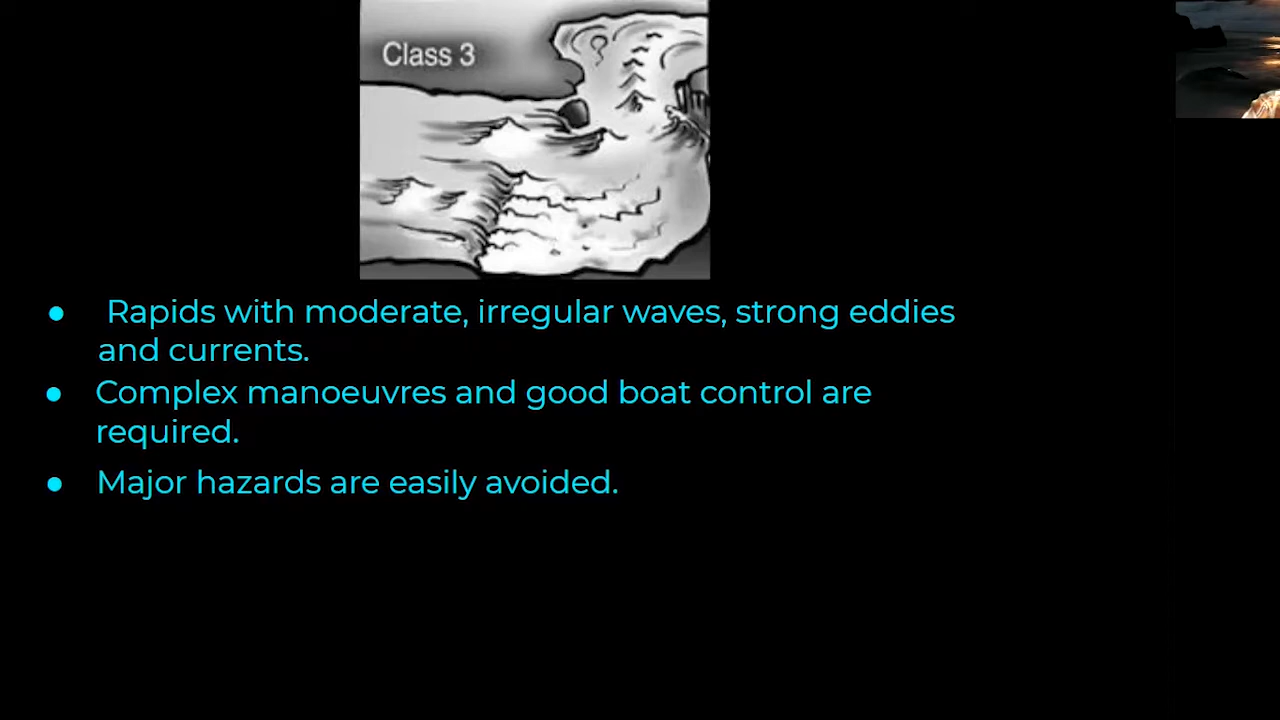 Class 3
● Rapids with moderate, irregular waves, strong eddies
and currents.
● Complex manoeuvres and good boat control are
required.
● Major hazards are easily avoided.